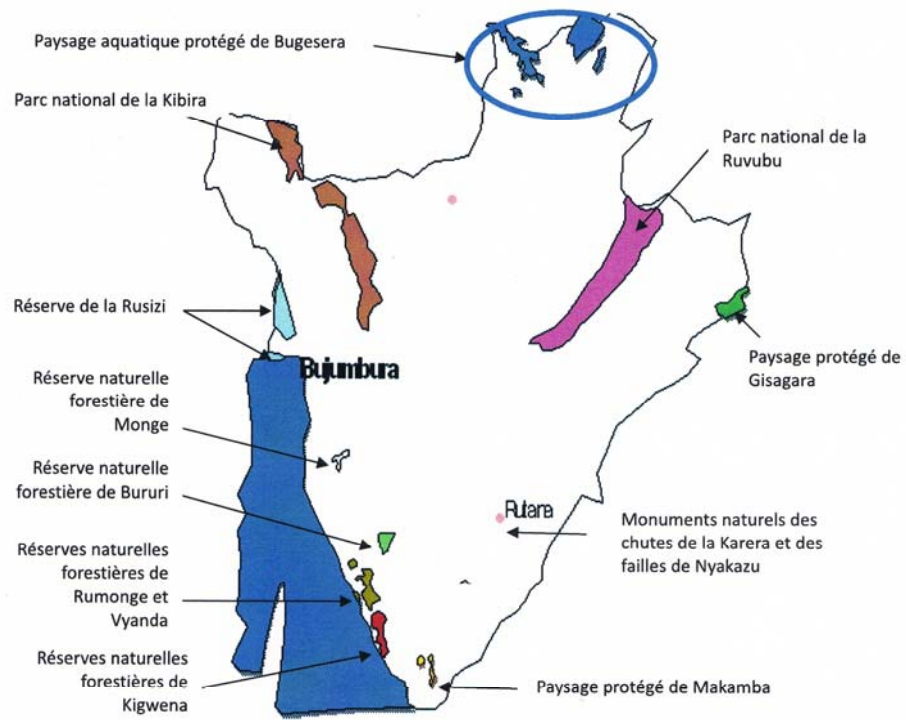 Paysage aquatique protégé de Bugesera
Parc national de la Kibira
Parc national de la
Ruvubu
Réserve de la Rusizi
Bujumbura
Paysage protégé de
Gisagara
Réserve naturelle
forestière de
Monge
Réserve naturelle
forestière de Bururi
Rutana
Monuments naturels des
chutes de la Karera et des
failles de Nyakazu
Réserves naturelles
forestières de
Rumonge et
Vyanda
Réserves naturelles
forestières de
Kigwena
Paysage protégé de Makamba